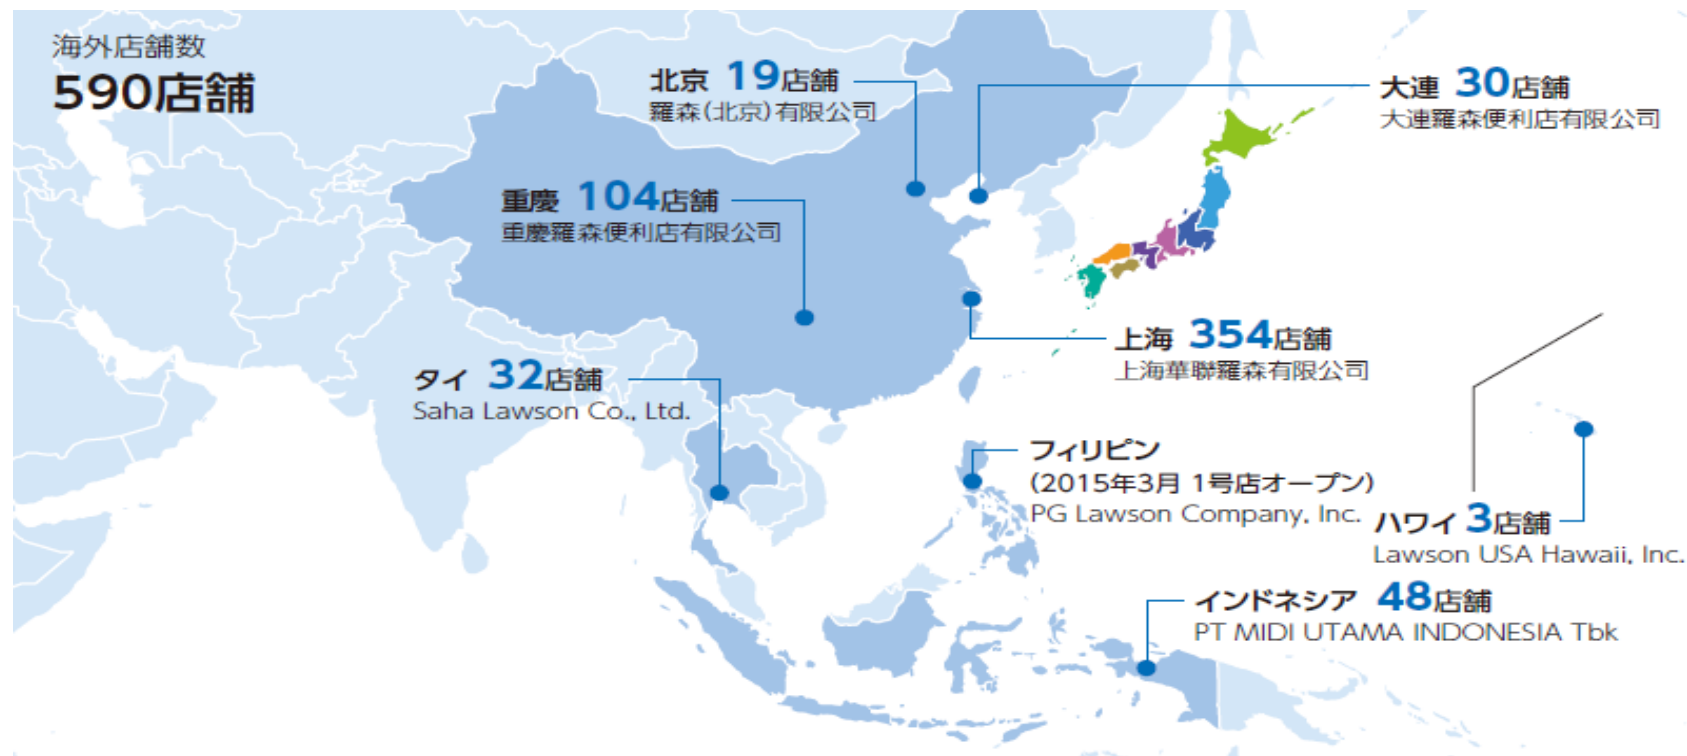 海外店舗数
590店舗
北京 19店舗
羅森(北京)有限公司
大連 30店舗
大連羅森便利店有限公司
重慶 104店舗
重慶羅森便利店有限公司
上海 354店舗
上海華聯羅森有限公司
タイ 32店舗
Saha Lawson Co., Ltd.
フィリピン
(2015年3月 1号店オープン)
PG Lawson Company, Inc.
ハワイ 3店舗
Lawson USA Hawaii, Inc.
インドネシア 48店舗
PT MIDI UTAMA INDONESIA Tbk